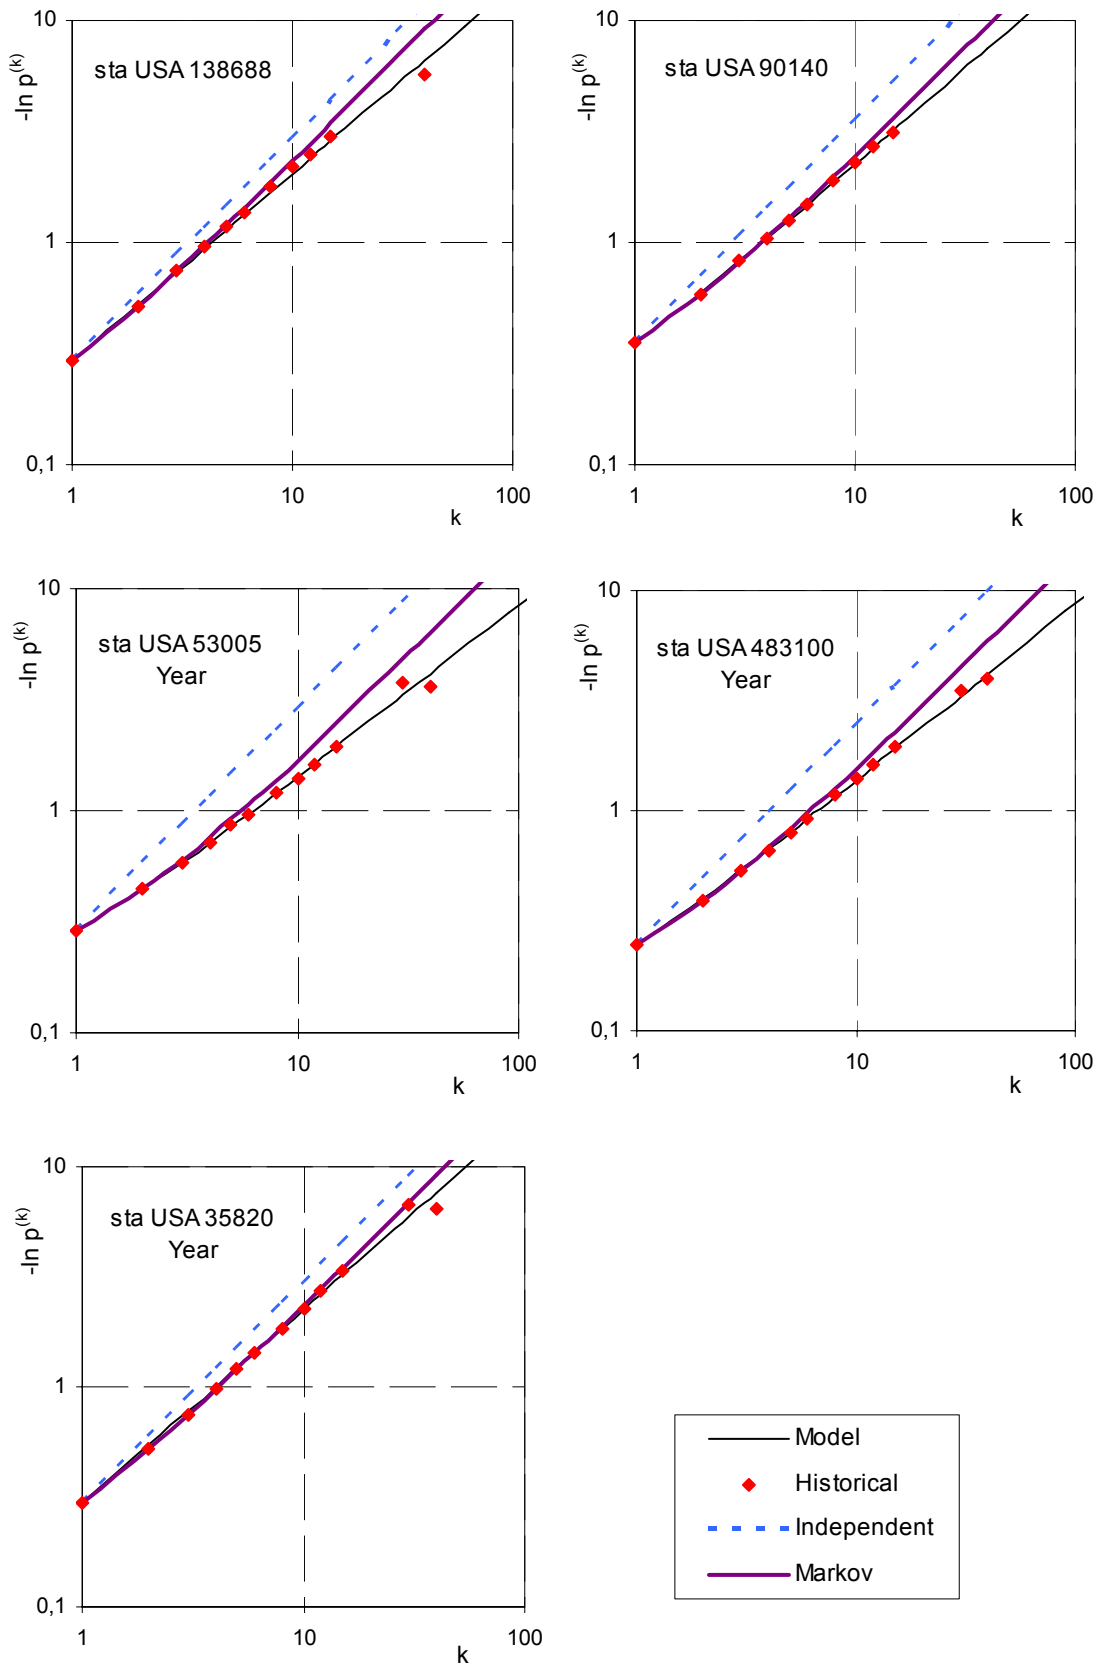 10
sta USA 138688
-ln p(k)
1
0,1
1
10
100
k
10
sta USA 90140
-ln p(k)
1
0,1
1
10
100
k
10
sta USA 53005
Year
-ln p(k)
1
0,1
1
10
100
k
10
sta USA 483100
Year
-ln p(k)
1
0,1
1
10
100
k
10
sta USA 35820
Year
-ln p(k)
1
0,1
1
10
100
k
Model
Historical
Independent
Markov